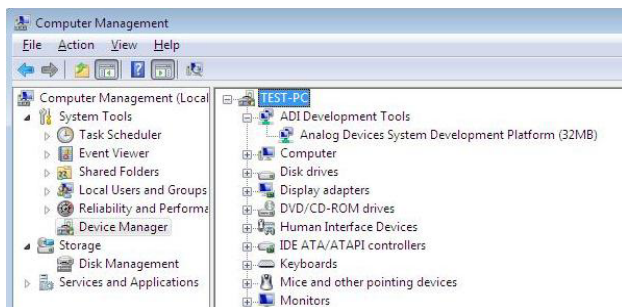 Computer Management
File Action View Help
Computer Management (Local
System Tools
Task Scheduler
Event Viewer
Shared Folders
Local Users and Groups
Reliability and Performa
Device Manager
Storage
Disk Management
Services and Applications
TEST-PC
ADI Development Tools
Analog Devices System Development Platform (32MB)
Computer
Disk drives
Display adapters
DVD/CD-ROM drives
Human Interface Devices
IDE ATA/ATAPI controllers
Keyboards
Mice and other pointing devices
Monitors